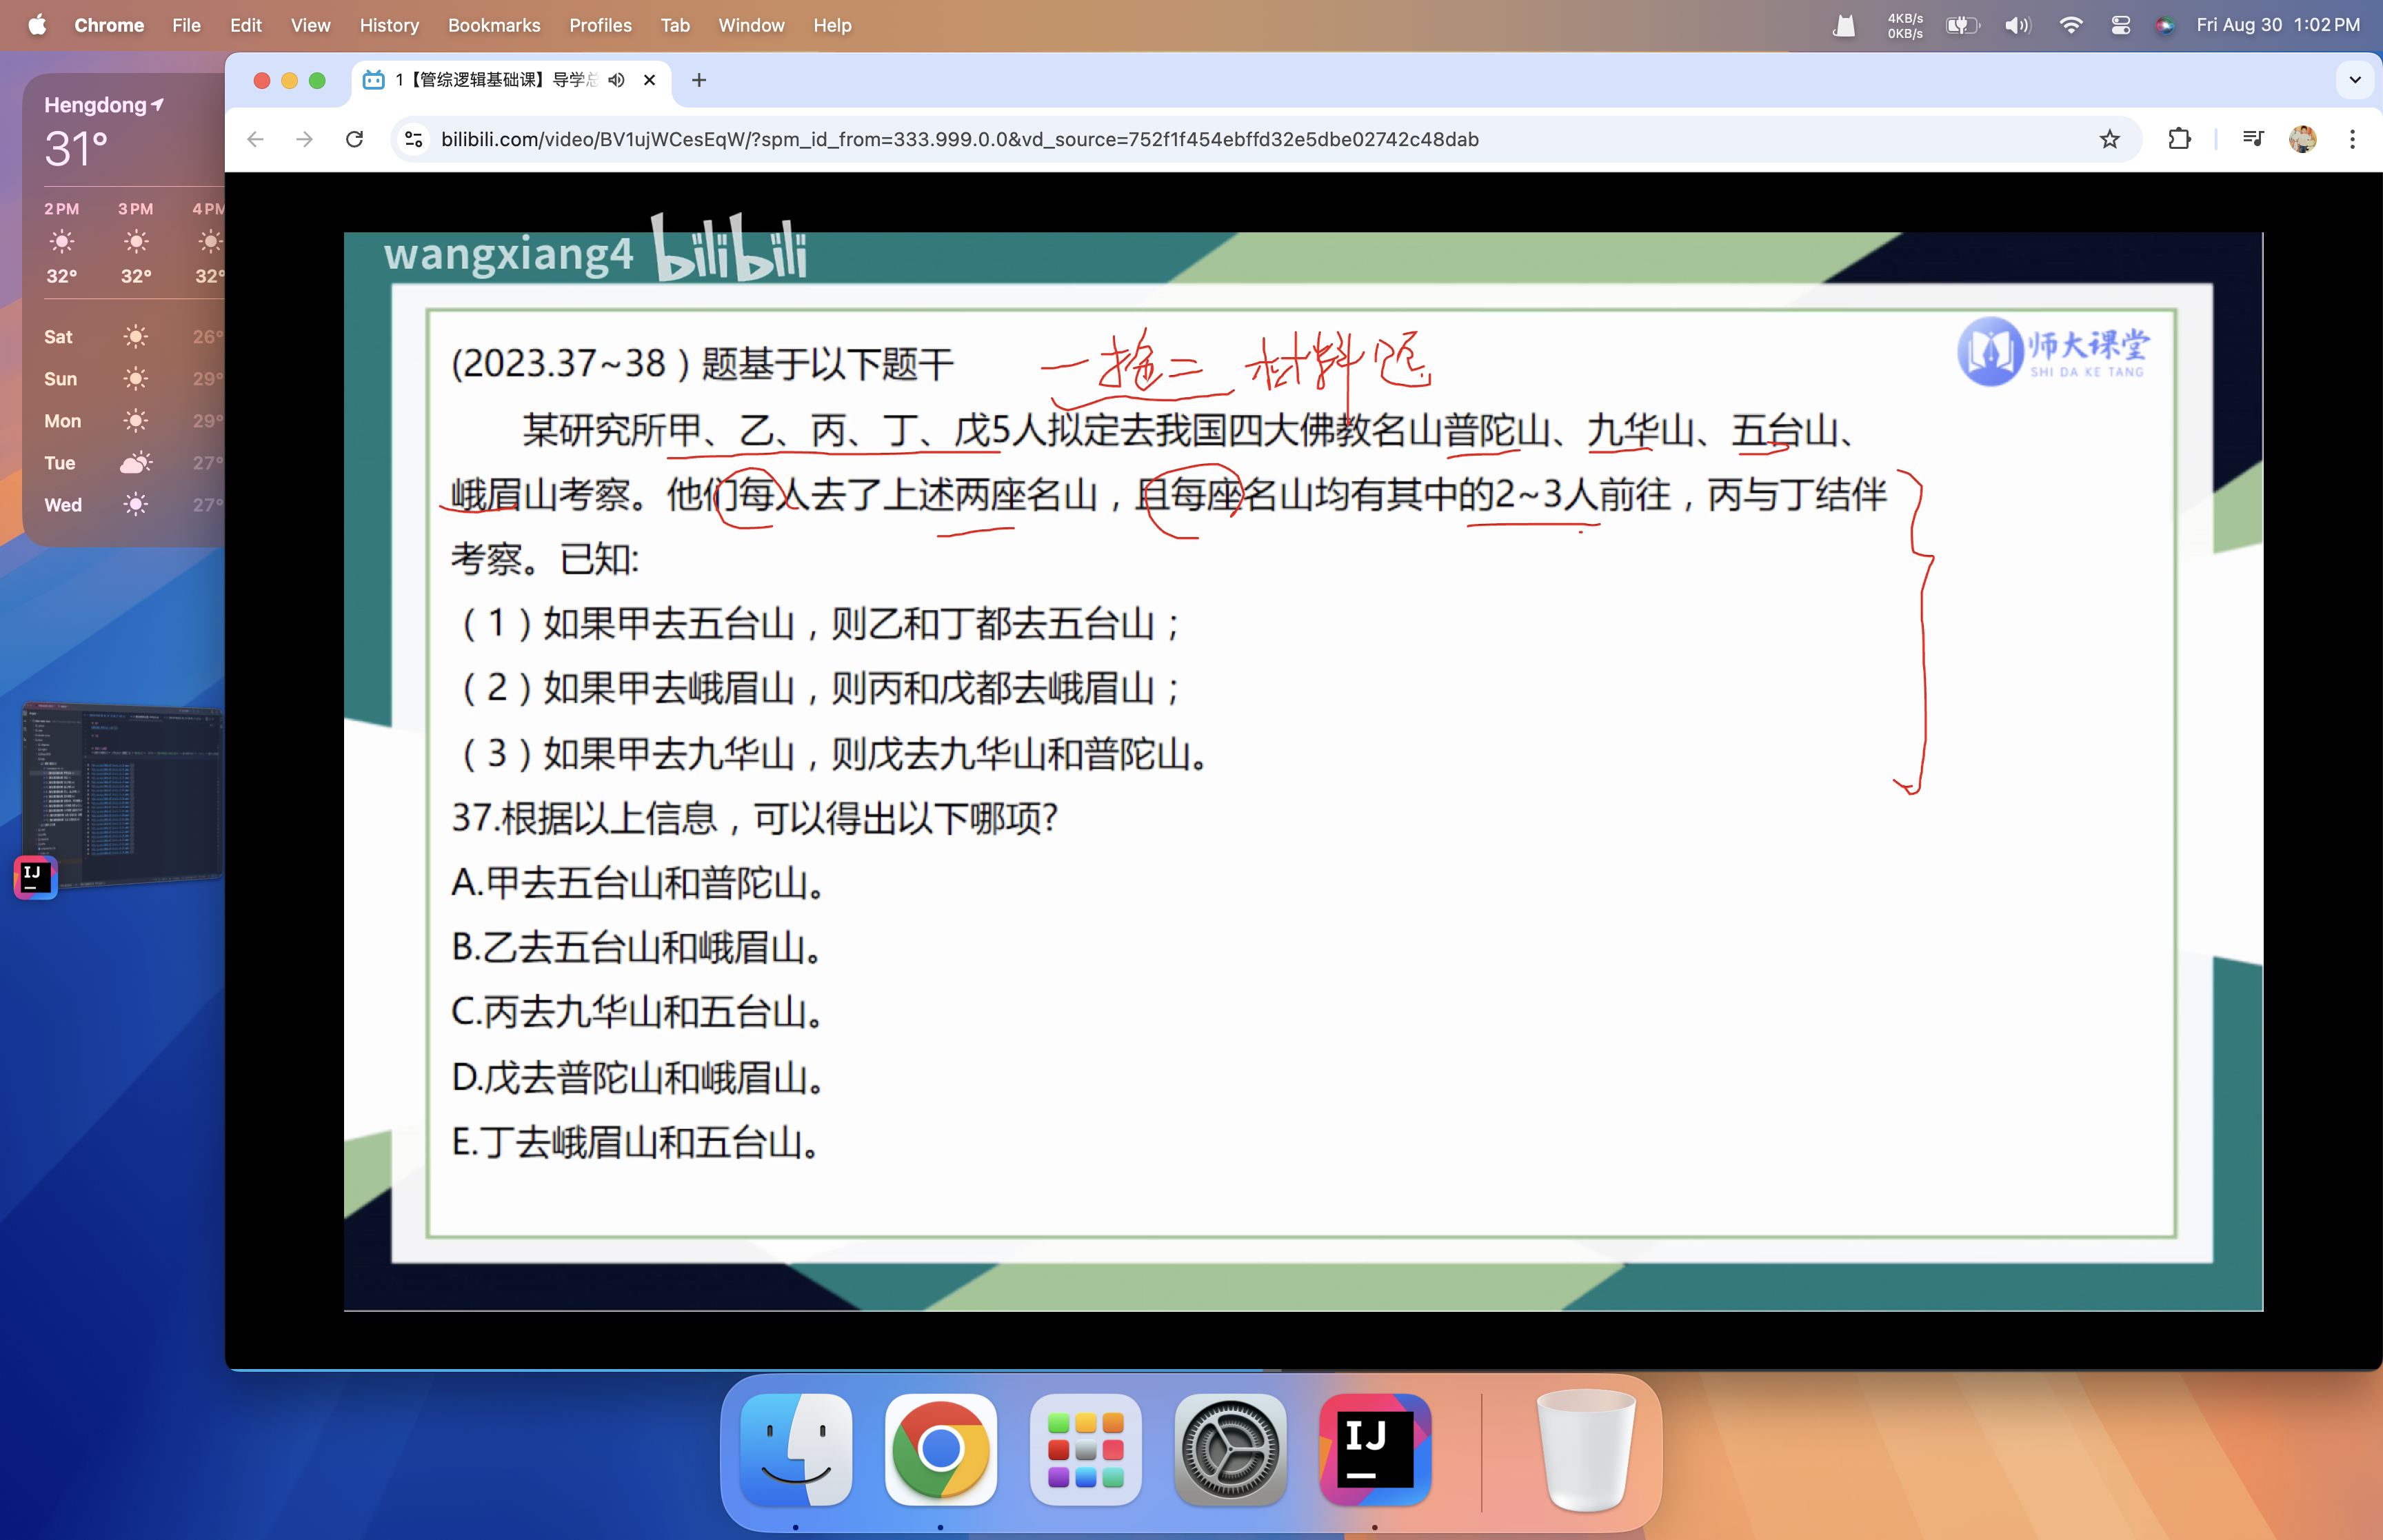 Chrome File Edit View History Bookmarks Profiles Tab Window Help
4KB/s
0KB/s
Fri Aug 30 1:02 PM
Hengdong
31°
2 PM 3 PM 4 PM
32° 32° 32°
Sat 26°
Sun 29°
Mon 29°
Tue 27°
Wed 27°
1【管综逻辑基础课】导学总
bilibili.com/video/BV1ujWCesEqW/?spm_id_from=333.999.0.0&vd_source=752f1f454ebffd32e5dbe02742c48dab
wangxiang4 bilibili
师大课堂
SHI DA KE TANG
(2023.37~38）题基于以下题干
一拖二 材料题
某研究所甲、乙、丙、丁、戊5人拟定去我国四大佛教名山普陀山、九华山、五台山、
峨眉山考察。他们每人去了上述两座名山，且每座名山均有其中的2~3人前往，丙与丁结伴
考察。已知:
（1）如果甲去五台山，则乙和丁都去五台山；
（2）如果甲去峨眉山，则丙和戊都去峨眉山；
（3）如果甲去九华山，则戊去九华山和普陀山。
37.根据以上信息，可以得出以下哪项?
A.甲去五台山和普陀山。
B.乙去五台山和峨眉山。
C.丙去九华山和五台山。
D.戊去普陀山和峨眉山。
E.丁去峨眉山和五台山。
IJ
IJ